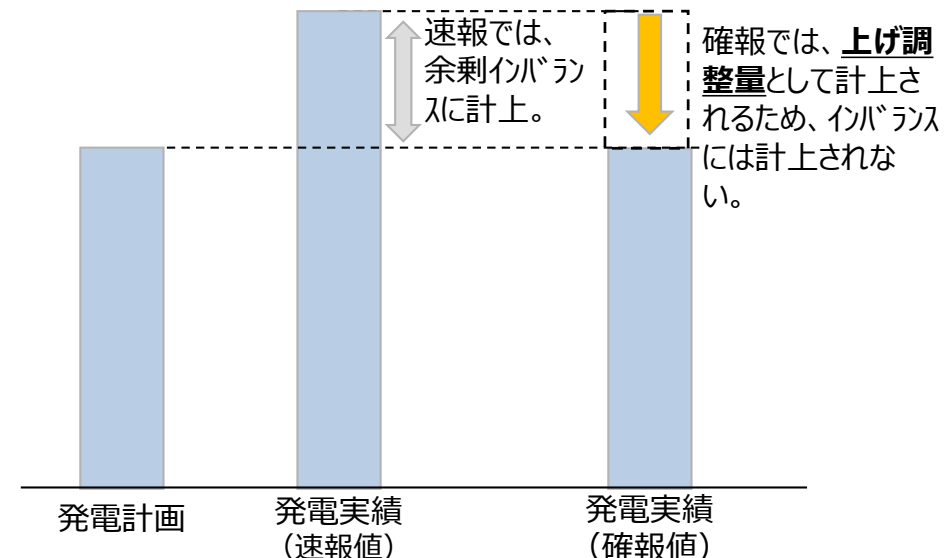 速報では、
余剰ｲﾝﾊﾞﾗﾝ
ｽに計上。
確報では、上げ調
整量として計上さ
れるため、ｲﾝﾊﾞﾗﾝｽ
には計上されな
い。
発電計画
発電実績
（速報値）
発電実績
（確報値）